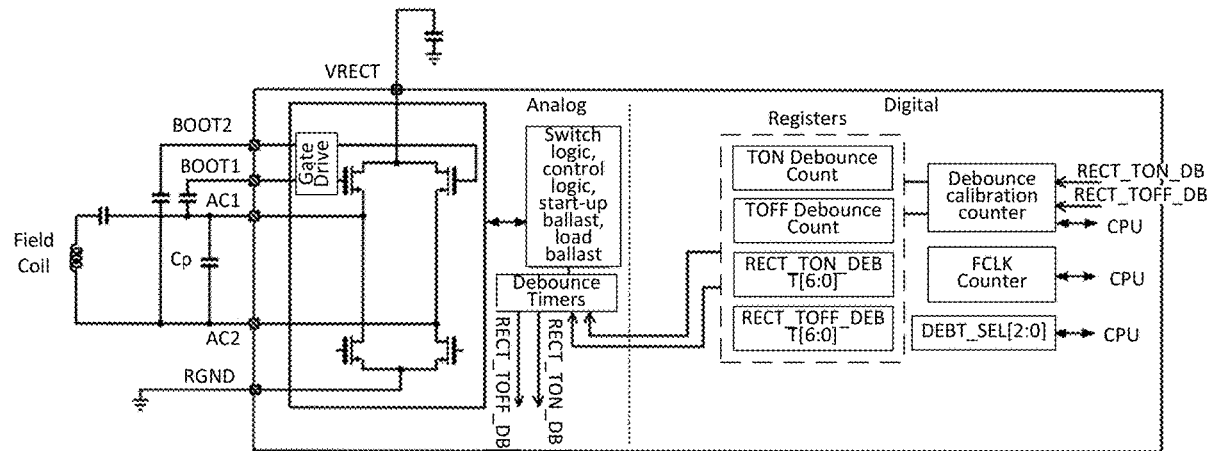 VRECT
Analog
Digital
BOOT2
BOOT1
AC1
Field
Coil
Cp
AC2
RGND
Gate
Drive
Switch
logic,
control
logic,
start-up
ballast,
load
ballast
Debounce
Timers
RECT_TOFF_DB
RECT_TON_DB
Registers
TON Debounce
Count
TOFF Debounce
Count
RECT_TON_DEB
T[6:0]
RECT_TOFF_DEB
T[6:0]
Debounce
calibration
counter
RECT_TON_DB
RECT_TOFF_DB
CPU
FCLK
Counter
CPU
DEBT_SEL[2:0]
CPU